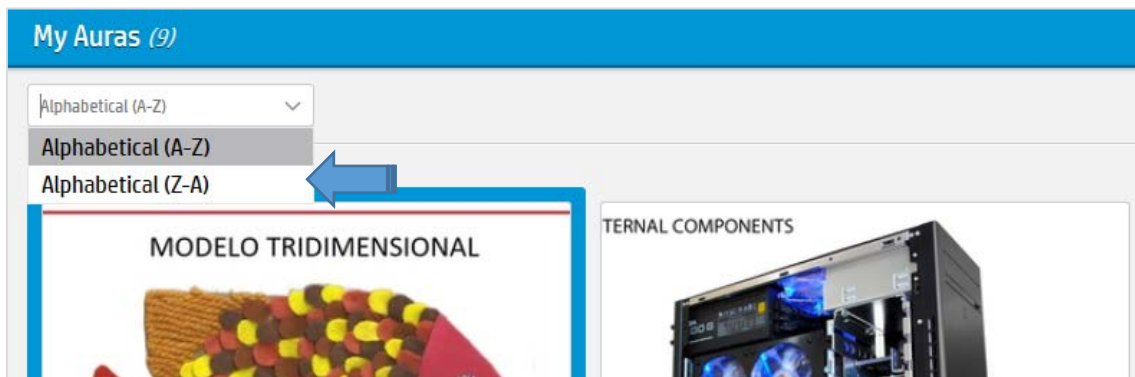 My Auras (9)
Alphabetical (A-Z)
Alphabetical (A-Z)
Alphabetical (Z-A)
MODELO TRIDIMENSIONAL
TERNAL COMPONENTS